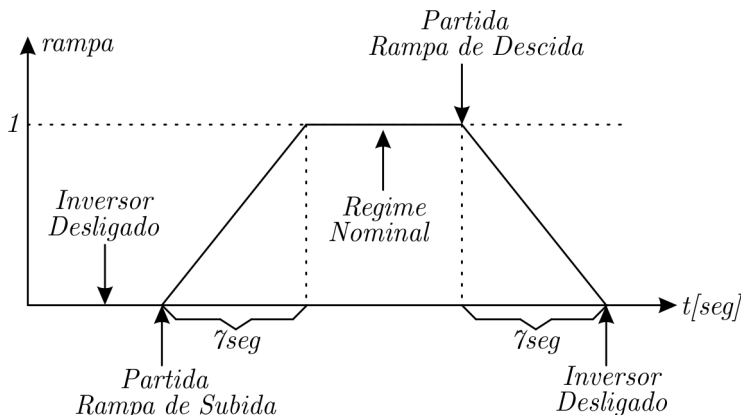 Partida
Rampa de Descida
rampa
1
Inversor
Desligado
Regime
Nominal
t[seg]
7seg
7seg
Partida
Rampa de Subida
Inversor
Desligado